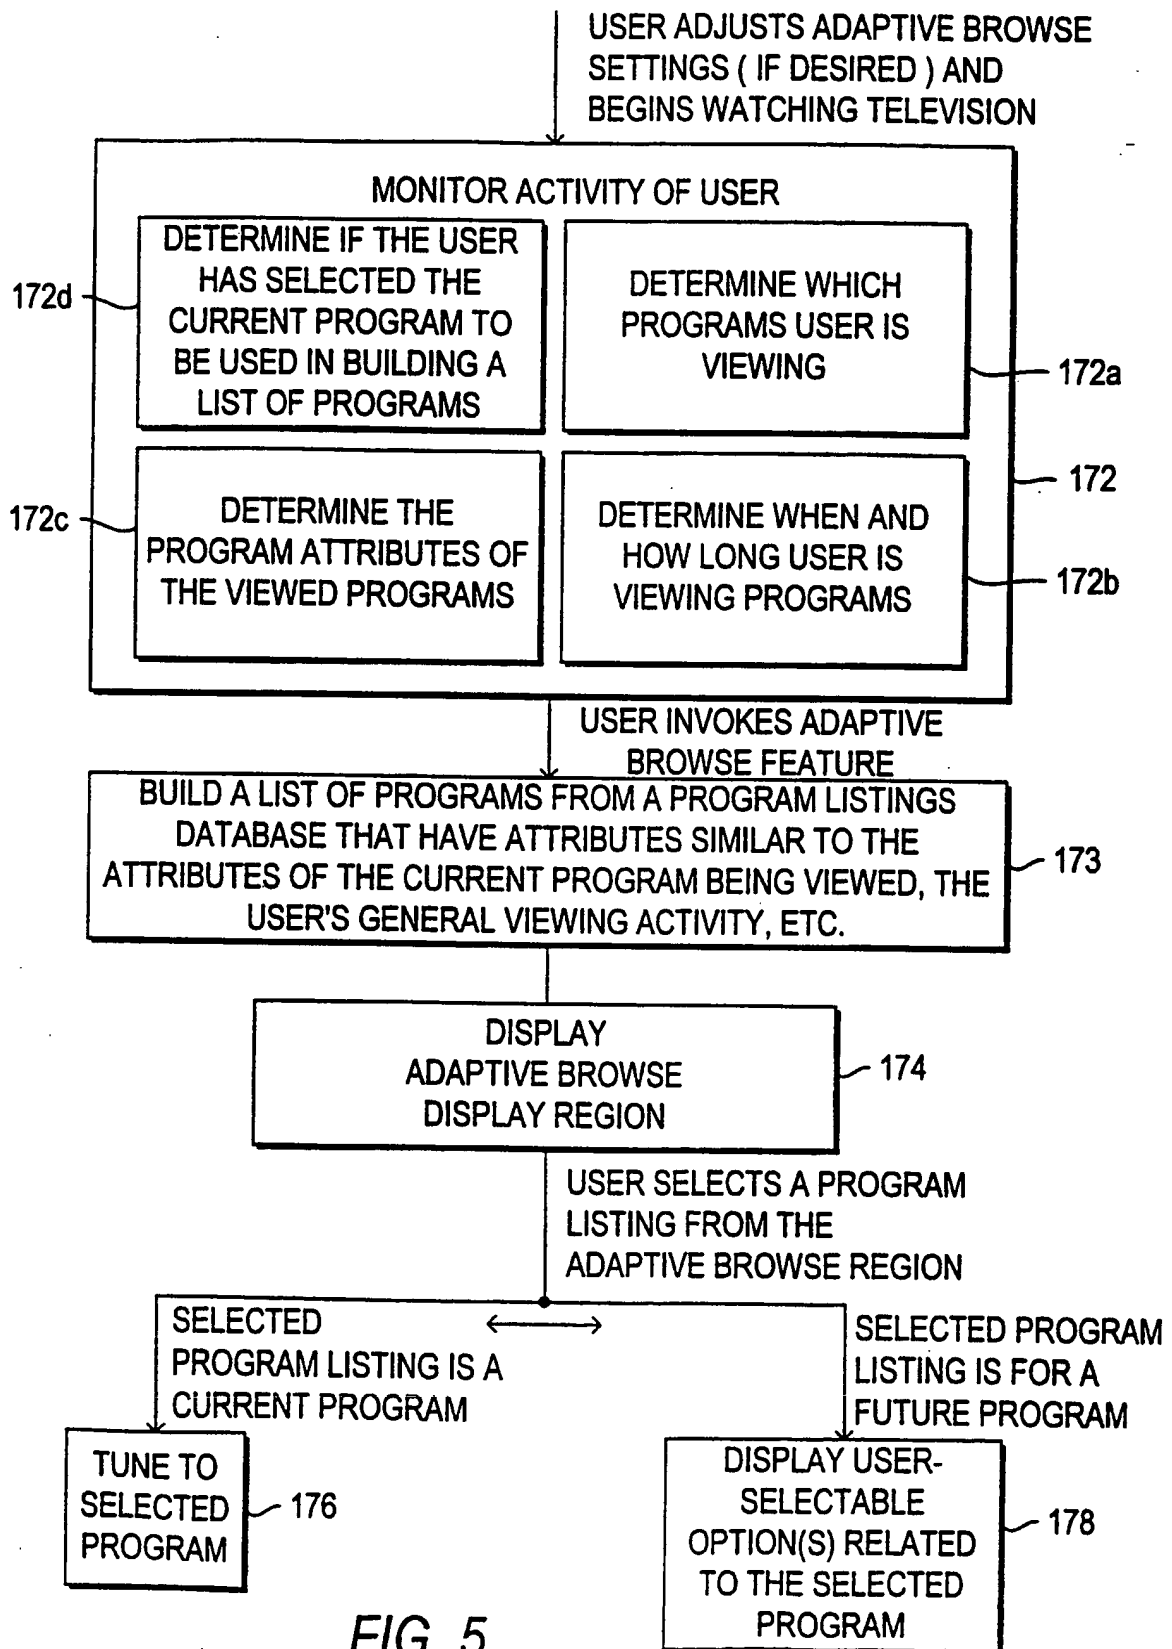 USER ADJUSTS ADAPTIVE BROWSE
SETTINGS ( IF DESIRED ) AND
BEGINS WATCHING TELEVISION
MONITOR ACTIVITY OF USER
DETERMINE IF THE USER
HAS SELECTED THE
CURRENT PROGRAM TO
BE USED IN BUILDING A
LIST OF PROGRAMS
172d
DETERMINE WHICH
PROGRAMS USER IS
VIEWING
172a
172
DETERMINE THE
PROGRAM ATTRIBUTES OF
THE VIEWED PROGRAMS
172c
DETERMINE WHEN AND
HOW LONG USER IS
VIEWING PROGRAMS
172b
USER INVOKES ADAPTIVE
BROWSE FEATURE
BUILD A LIST OF PROGRAMS FROM A PROGRAM LISTINGS
DATABASE THAT HAVE ATTRIBUTES SIMILAR TO THE
ATTRIBUTES OF THE CURRENT PROGRAM BEING VIEWED, THE
USER'S GENERAL VIEWING ACTIVITY, ETC.
173
DISPLAY
ADAPTIVE BROWSE
DISPLAY REGION
174
USER SELECTS A PROGRAM
LISTING FROM THE
ADAPTIVE BROWSE REGION
SELECTED
PROGRAM LISTING IS A
CURRENT PROGRAM
SELECTED PROGRAM
LISTING IS FOR A
FUTURE PROGRAM
TUNE TO
SELECTED
PROGRAM
176
DISPLAY USER-
SELECTABLE
OPTION(S) RELATED
TO THE SELECTED
PROGRAM
178
FIG. 5